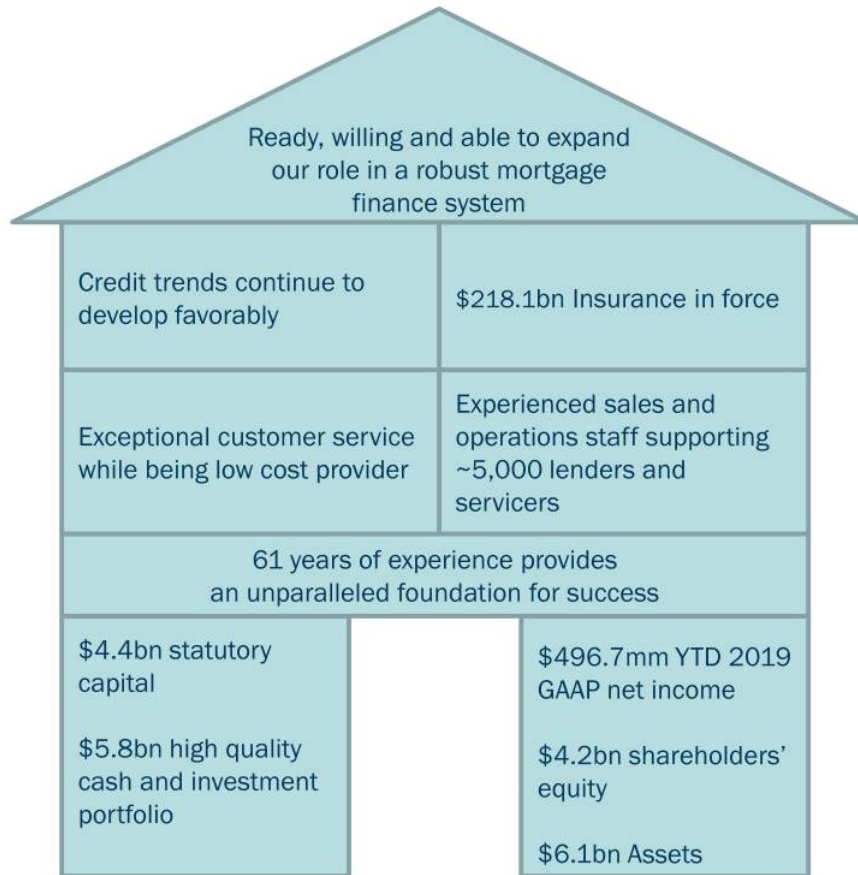 Ready, willing and able to expand
our role in a robust mortgage
finance system
Credit trends continue to
develop favorably
$218.1bn Insurance in force
Exceptional customer service
while being low cost provider
Experienced sales and
operations staff supporting
~5,000 lenders and
servicers
61 years of experience provides
an unparalleled foundation for success
$4.4bn statutory
capital
$5.8bn high quality
cash and investment
portfolio
$496.7mm YTD 2019
GAAP net income
$4.2bn shareholders’
equity
$6.1bn Assets